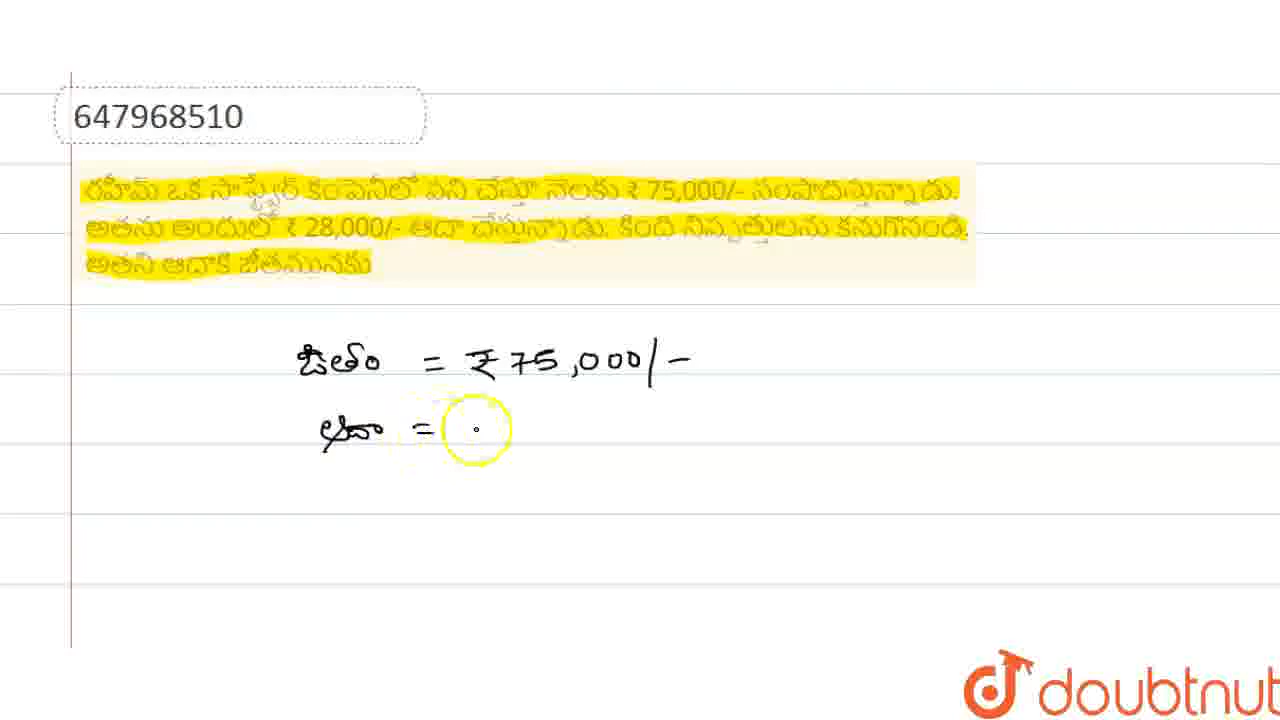 647968510
రహీమ్ ఒక సాఫ్ట్వేర్ కంపెనీలో పని చేస్తూ నెలకు ₹ 75,000/- సంపాదిస్తున్నాడు.
అతను అందులో ₹ 28,000/- ఆదా చేస్తున్నాడు. కింది నిష్పత్తులను కనుగొనండి.
అతని ఆదాకి జీతమునకు
జీతం = ₹ 75,000/-
ఆదా =
doubtnut